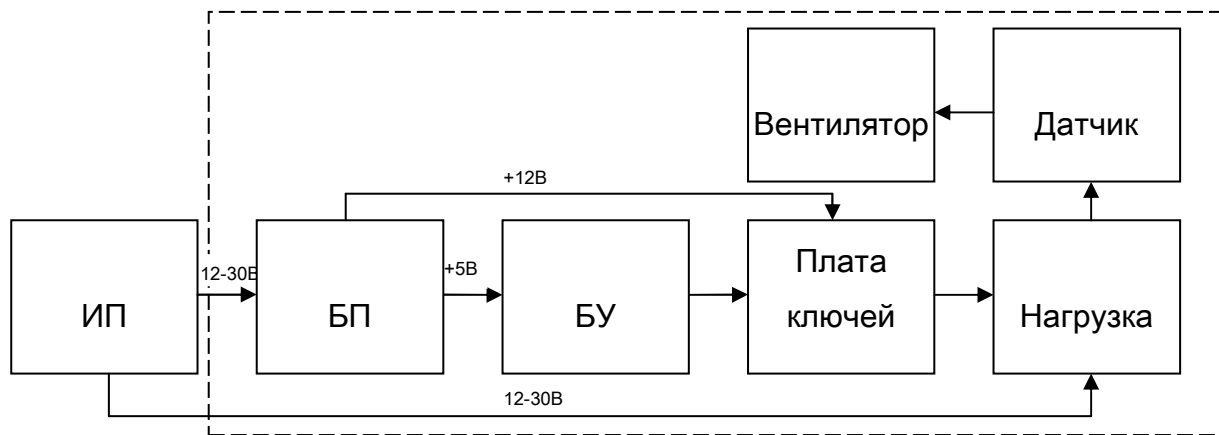 Вентилятор
Датчик
+12В
ИП
12-30В
БП
+5В
БУ
Плата
ключей
Нагрузка
12-30В